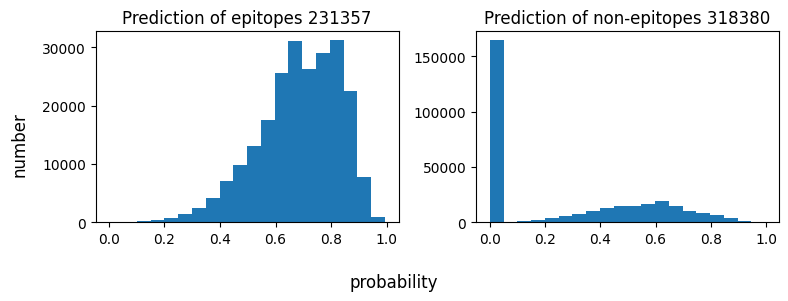 Prediction of epitopes 231357
Prediction of non-epitopes 318380
30000
20000
10000
0
0.0 0.2 0.4 0.6 0.8 1.0
150000
100000
50000
0
0.0 0.2 0.4 0.6 0.8 1.0
number
probability